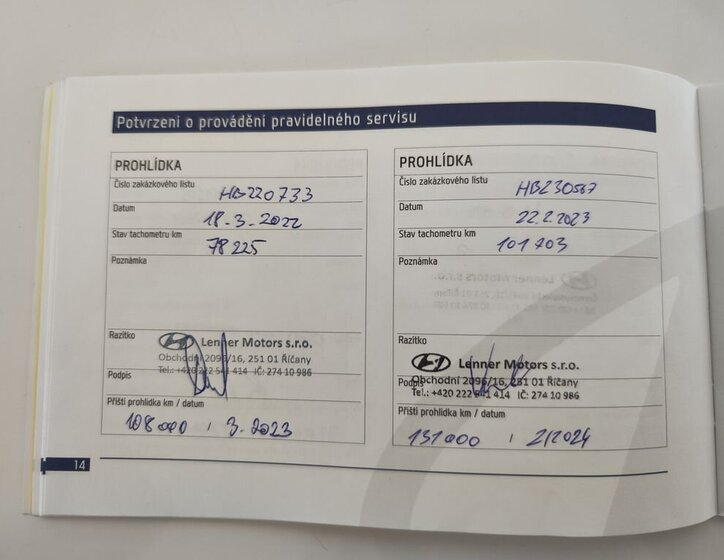 Potvrzení o provádění pravidelného servisu
PROHLÍDKA
Číslo zakázkového listu
HB220733
Datum
18.3.2022
Stav tachometru km
78225
Poznámka
Razítko
HYUNDAI Lenner Motors s.r.o.
Obchodní 2096/16, 251 01 Říčany
Tel.: +420 222 541 414 IČ: 274 10 986
Podpis
Příští prohlídka km / datum
108000 / 3.2023
PROHLÍDKA
Číslo zakázkového listu
HB230567
Datum
22.2.2023
Stav tachometru km
101703
Poznámka
Razítko
Lenner Motors s.r.o.
Obchodní 2096/16, 251 01 Říčany
Podpis
Tel.: +420 222 541 414 IČ: 274 10 986
Příští prohlídka km / datum
131000 / 2/2024
14